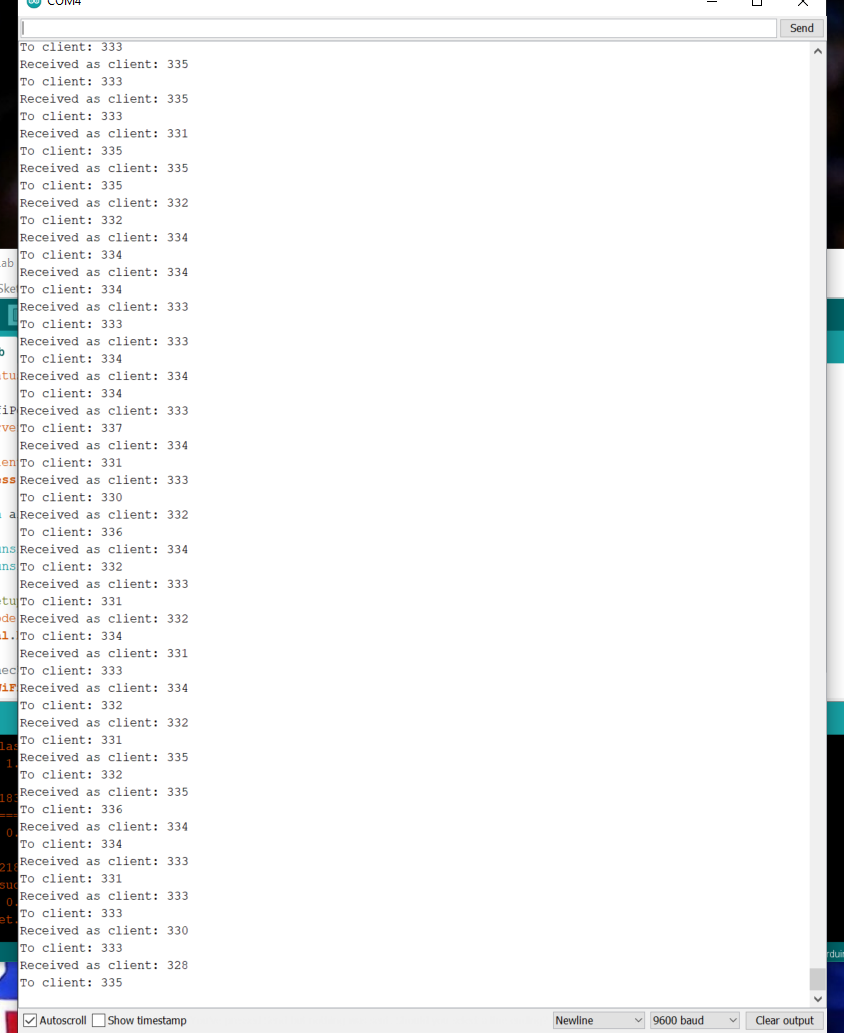 COM4
Send
To client: 333
Received as client: 335
To client: 333
Received as client: 335
To client: 333
Received as client: 331
To client: 335
Received as client: 335
To client: 335
Received as client: 332
To client: 332
Received as client: 334
To client: 334
Received as client: 334
To client: 334
Received as client: 333
To client: 333
Received as client: 333
To client: 334
Received as client: 334
To client: 334
Received as client: 333
To client: 337
Received as client: 334
To client: 331
Received as client: 333
To client: 330
Received as client: 332
To client: 336
Received as client: 334
To client: 332
Received as client: 333
To client: 331
Received as client: 332
To client: 334
Received as client: 331
To client: 333
Received as client: 334
To client: 332
Received as client: 332
To client: 331
Received as client: 335
To client: 332
Received as client: 335
To client: 336
Received as client: 334
To client: 334
Received as client: 333
To client: 331
Received as client: 333
To client: 333
Received as client: 330
To client: 333
Received as client: 328
To client: 335
Autoscroll Show timestamp Newline 9600 baud Clear output